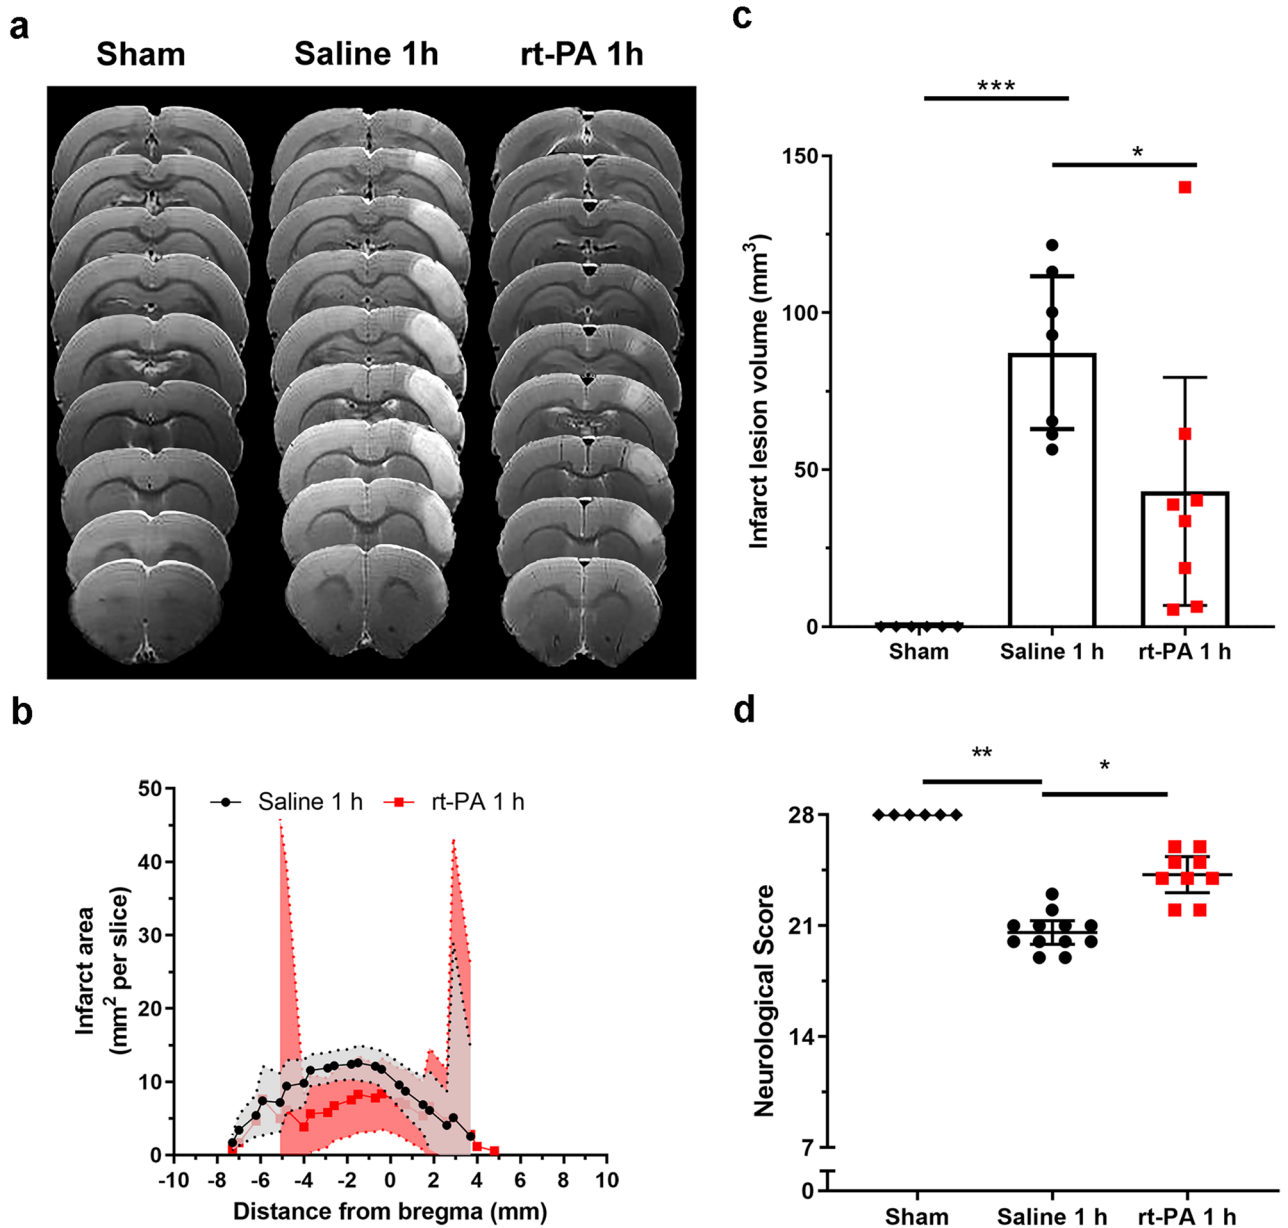 a
Sham Saline 1h rt-PA 1h
b
50
40
30
20
10
0
Infarct area
(mm² per slice)
Saline 1 h rt-PA 1 h
-10 -8 -6 -4 -2 0 2 4 6 8 10
Distance from bregma (mm)
c
***
*
150
100
50
0
Infarct lesion volume (mm³)
Sham Saline 1 h rt-PA 1 h
d
**
*
28
21
14
7
0
Neurological Score
Sham Saline 1 h rt-PA 1 h